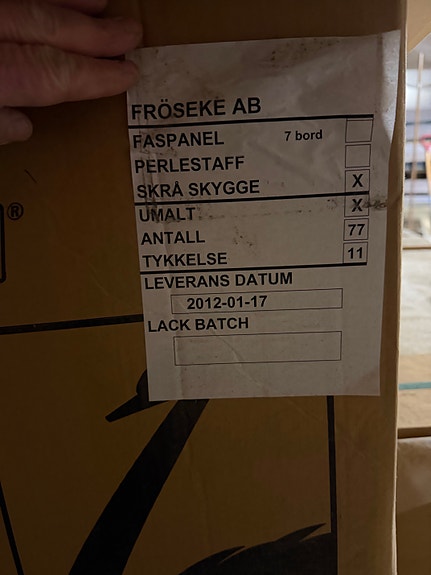 FRÖSEKE AB
FASPANEL 7 bord
PERLESTAFF
SKRÅ SKYGGE X
UMALT X
ANTALL 77
TYKKELSE 11
LEVERANS DATUM
2012-01-17
LACK BATCH
®